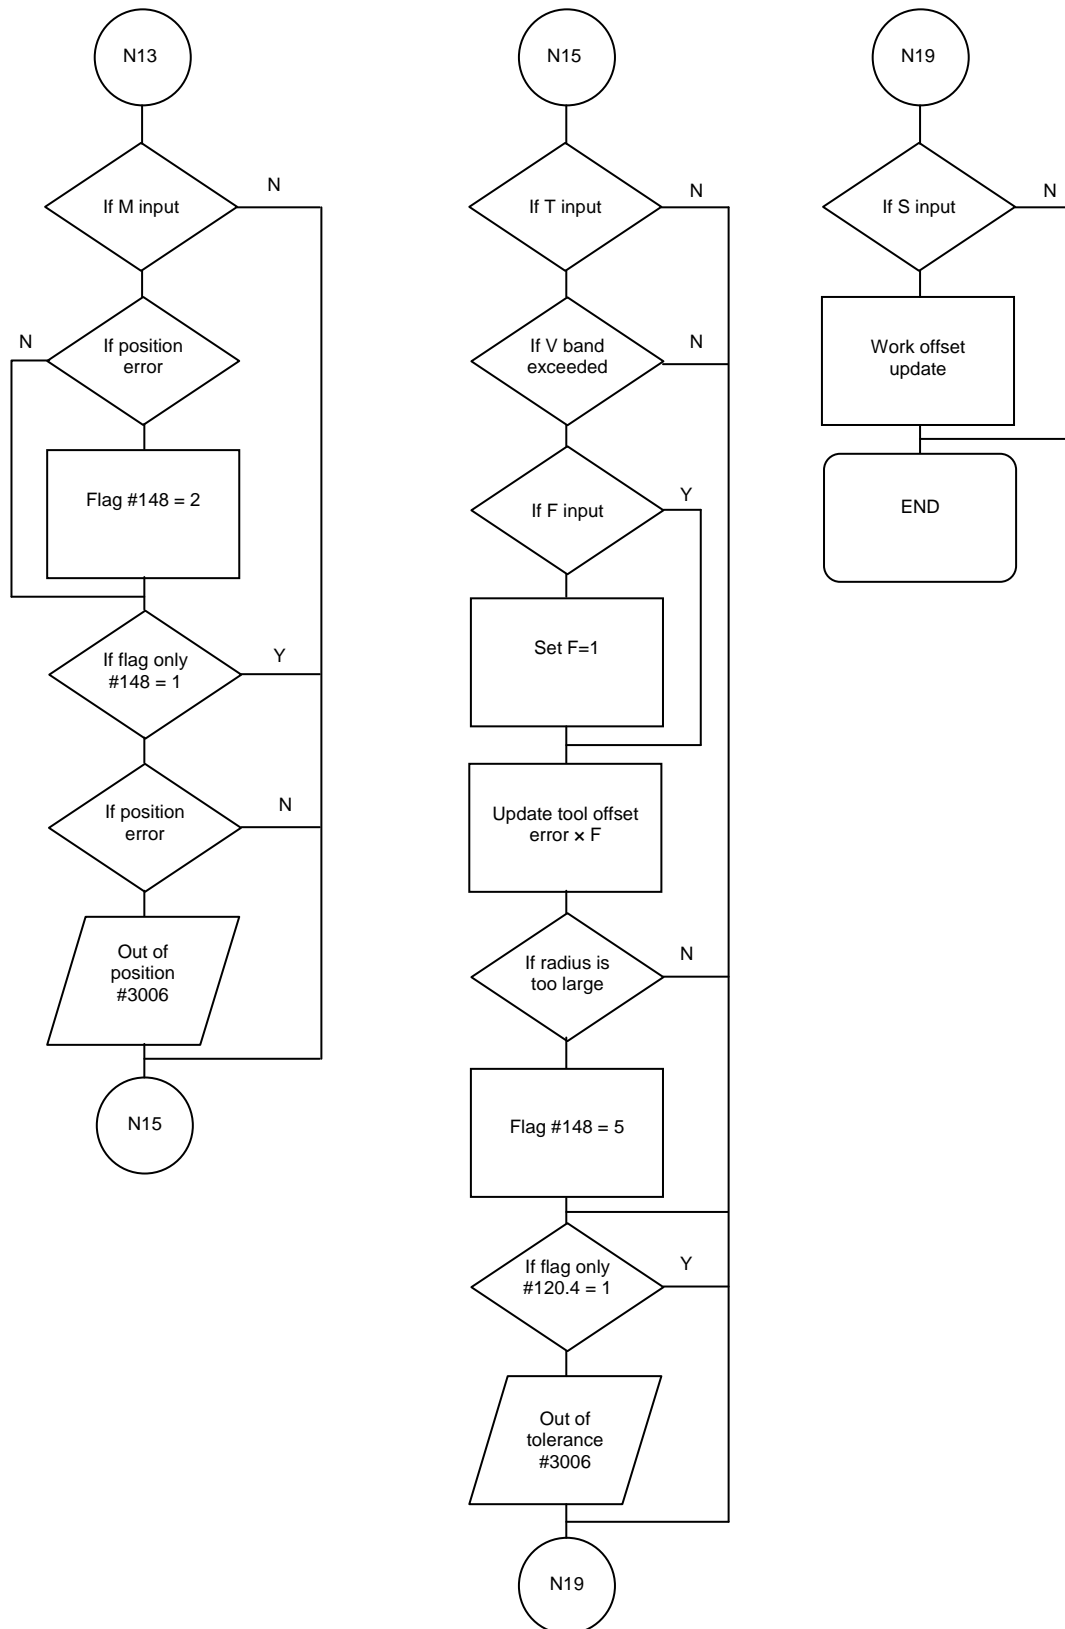 N13
If M input
N
If position
error
N
Flag #148 = 2
If flag only
#148 = 1
Y
If position
error
N
Out of
position
#3006
N15
N15
If T input
N
If V band
exceeded
N
If F input
Y
Set F=1
Update tool offset
error × F
If radius is
too large
N
Flag #148 = 5
If flag only
#120.4 = 1
Y
Out of
tolerance
#3006
N19
N19
If S input
N
Work offset
update
END